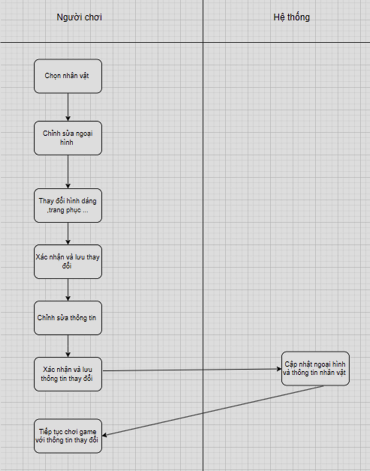 Người chơi
Hệ thống
Chọn nhân vật
Chỉnh sửa ngoại
hình
Thay đổi hình dáng
,trang phục ...
Xác nhận và lưu thay
đổi
Chỉnh sửa thông tin
Xác nhận và lưu
thông tin thay đổi
Cập nhật ngoại hình
và thông tin nhân vật
Tiếp tục chơi game
với thông tin thay đổi